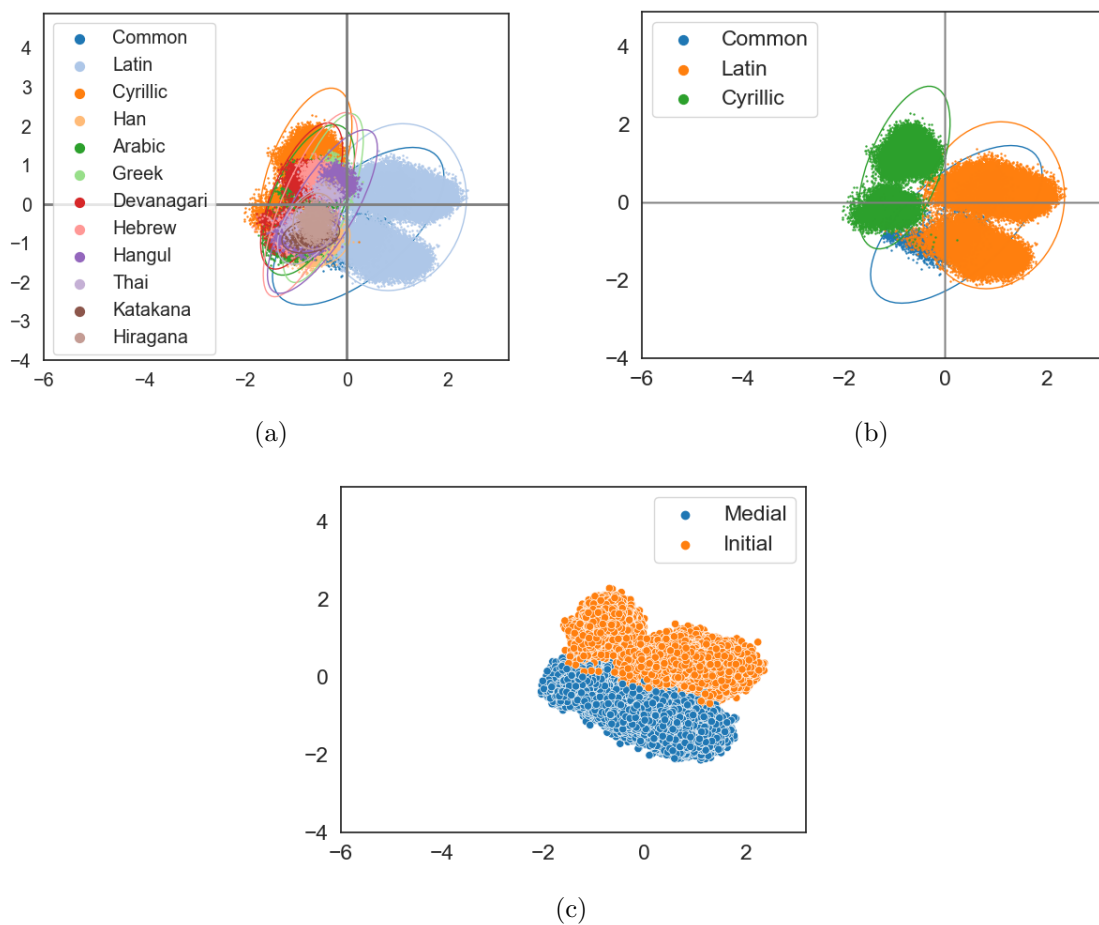 4
3
2
1
0
−1
−2
−3
−4
−6
−4
−2
0
2
Common
Latin
Cyrillic
Han
Arabic
Greek
Devanagari
Hebrew
Hangul
Thai
Katakana
Hiragana
(a)
4
2
0
−2
−4
−6
−4
−2
0
2
Common
Latin
Cyrillic
(b)
4
2
0
−2
−4
−6
−4
−2
0
2
Medial
Initial
(c)